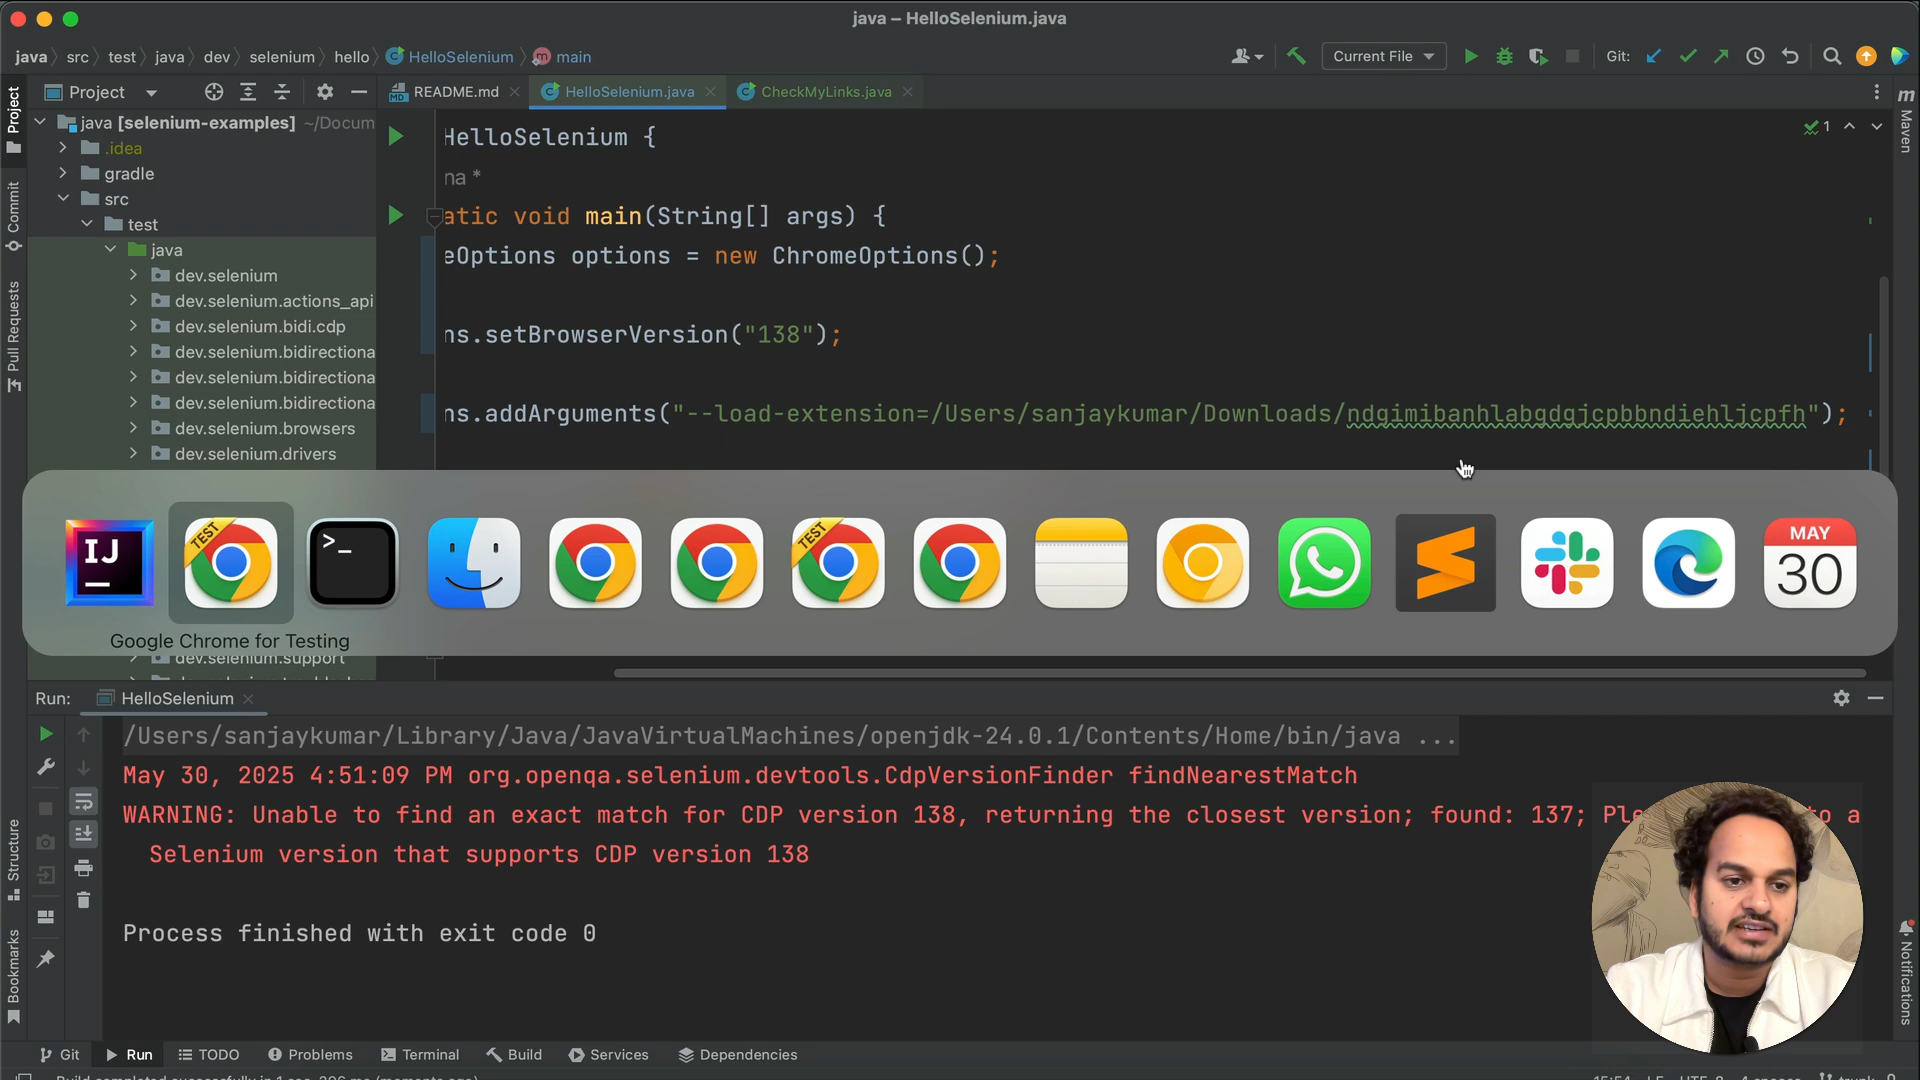 java – HelloSelenium.java
java src test java dev selenium hello HelloSelenium main
Current File
Git:
Project
README.md
HelloSelenium.java
CheckMyLinks.java
1
java [selenium-examples] ~/Docum
.idea
gradle
src
test
java
dev.selenium
dev.selenium.actions_api
dev.selenium.bidi.cdp
dev.selenium.bidirectiona
dev.selenium.bidirectiona
dev.selenium.bidirectiona
dev.selenium.browsers
dev.selenium.drivers
dev.selenium.support
HelloSelenium {
na *
atic void main(String[] args) {
eOptions options = new ChromeOptions();
ns.setBrowserVersion("138");
ns.addArguments("--load-extension=/Users/sanjaykumar/Downloads/ndgimibanhlabgdgjcpbbndiehljcpfh");
IJ
TEST
>_
TEST
MAY
30
Google Chrome for Testing
Run:
HelloSelenium
/Users/sanjaykumar/Library/Java/JavaVirtualMachines/openjdk-24.0.1/Contents/Home/bin/java ...
May 30, 2025 4:51:09 PM org.openqa.selenium.devtools.CdpVersionFinder findNearestMatch
WARNING: Unable to find an exact match for CDP version 138, returning the closest version; found: 137; Ple o a
Selenium version that supports CDP version 138
Process finished with exit code 0
Project
Commit
Pull Requests
Structure
Bookmarks
m
Maven
Notifications
Git
Run
TODO
Problems
Terminal
Build
Services
Dependencies